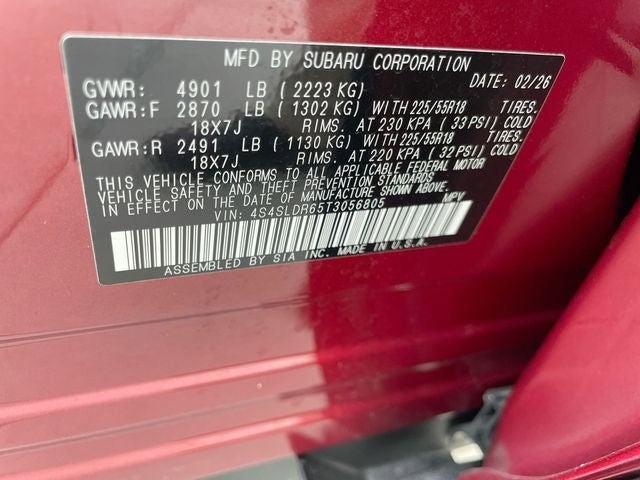 MFD BY SUBARU CORPORATION
GVWR: 4901 LB ( 2223 KG) DATE: 02/26
GAWR:F 2870 LB ( 1302 KG) WITH 225/55R18 TIRES.
18X7J RIMS. AT 230 KPA ( 33 PSI) COLD
GAWR:R 2491 LB ( 1130 KG) WITH 225/55R18 TIRES.
18X7J RIMS. AT 220 KPA ( 32 PSI) COLD
THIS VEHICLE CONFORMS TO ALL APPLICABLE FEDERAL MOTOR
VEHICLE SAFETY AND THEFT PREVENTION STANDARDS IN EFFECT
ON THE DATE OF MANUFACTURE SHOWN ABOVE.
VIN: 4S4SLDR65T3056805 MPV
ASSEMBLED BY SIA INC. MADE IN U.S.A.